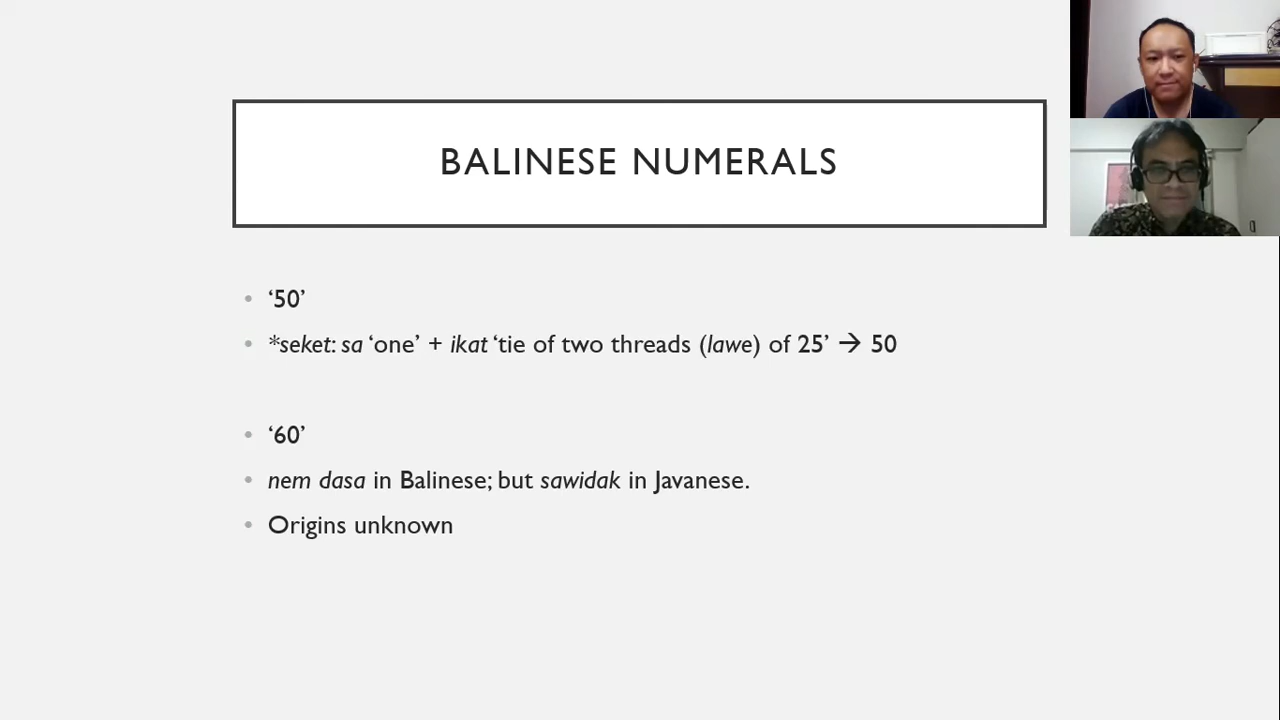 BALINESE NUMERALS
• ‘50’
• *seket: sa ‘one’ + ikat ‘tie of two threads (lawe) of 25’ → 50
• ‘60’
• nem dasa in Balinese; but sawidak in Javanese.
• Origins unknown